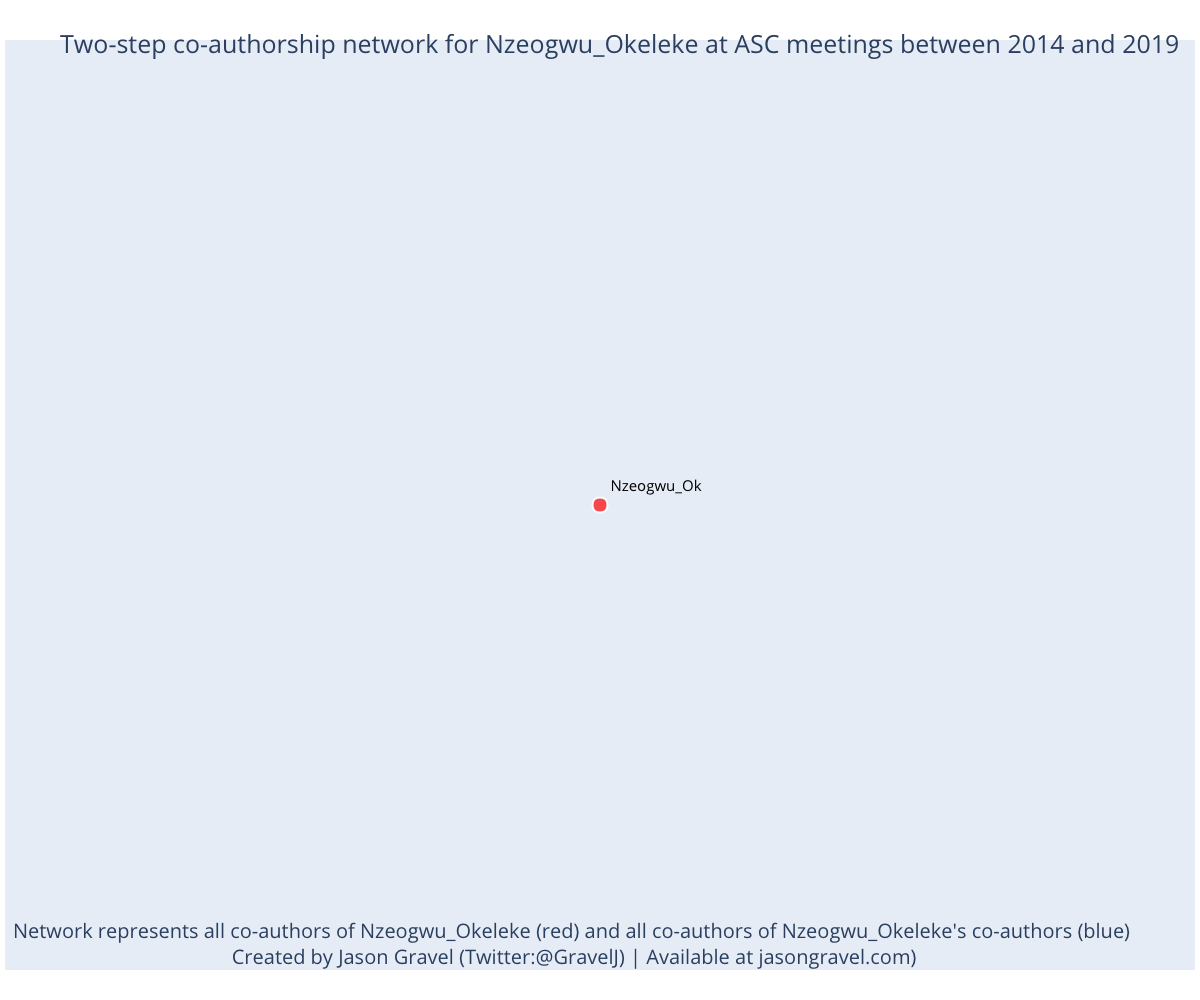 Two-step co-authorship network for Nzeogwu_Okeleke at ASC meetings between 2014 and 2019
Nzeogwu_Ok
Network represents all co-authors of Nzeogwu_Okeleke (red) and all co-authors of Nzeogwu_Okeleke's co-authors (blue)
Created by Jason Gravel (Twitter:@GravelJ) | Available at jasongravel.com)